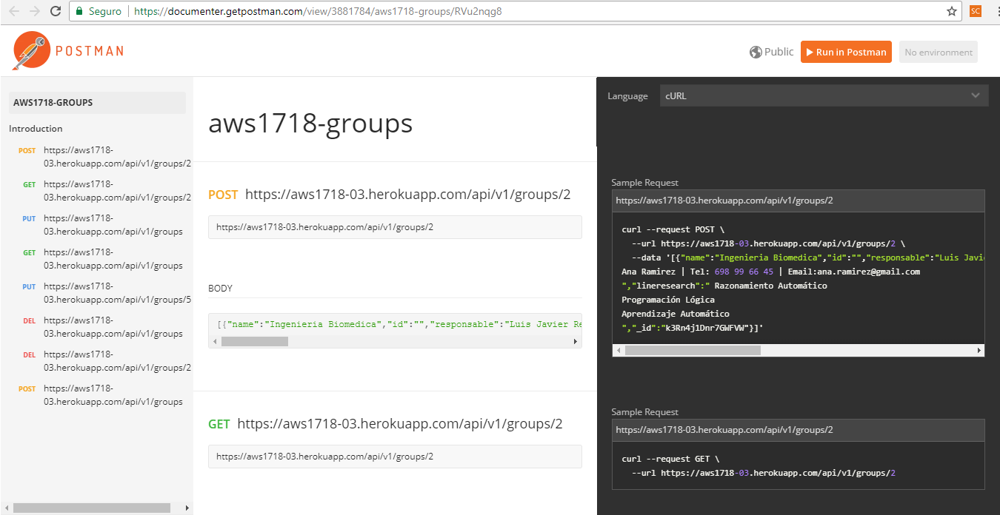 Seguro
https://documenter.getpostman.com/view/3881784/aws1718-groups/RVu2nqg8
SC
POSTMAN
Public
Run in Postman
No environment
AWS1718-GROUPS
Introduction
POST https://aws1718-
03.herokuapp.com/api/v1/groups/2
GET https://aws1718-
03.herokuapp.com/api/v1/groups/2
PUT https://aws1718-
03.herokuapp.com/api/v1/groups
GET https://aws1718-
03.herokuapp.com/api/v1/groups
PUT https://aws1718-
03.herokuapp.com/api/v1/groups/5
DEL https://aws1718-
03.herokuapp.com/api/v1/groups
DEL https://aws1718-
03.herokuapp.com/api/v1/groups/2
POST https://aws1718-
03.herokuapp.com/api/v1/groups
aws1718-groups
POST https://aws1718-03.herokuapp.com/api/v1/groups/2
https://aws1718-03.herokuapp.com/api/v1/groups/2
BODY
[{"name":"Ingenieria Biomedica","id":"","responsable":"Luis Javier Re
GET https://aws1718-03.herokuapp.com/api/v1/groups/2
https://aws1718-03.herokuapp.com/api/v1/groups/2
Language cURL
Sample Request
https://aws1718-03.herokuapp.com/api/v1/groups/2
curl --request POST \
--url https://aws1718-03.herokuapp.com/api/v1/groups/2 \
--data '[{"name":"Ingenieria Biomedica","id":"","responsable":"Luis Javi
Ana Ramirez | Tel: 698 99 66 45 | Email:ana.ramirez@gmail.com
","lineresearch":" Razonamiento Automático
Programación Lógica
Aprendizaje Automático
","_id":"k3Rn4j1Dnr7GWFVW"}]'
Sample Request
https://aws1718-03.herokuapp.com/api/v1/groups/2
curl --request GET \
--url https://aws1718-03.herokuapp.com/api/v1/groups/2